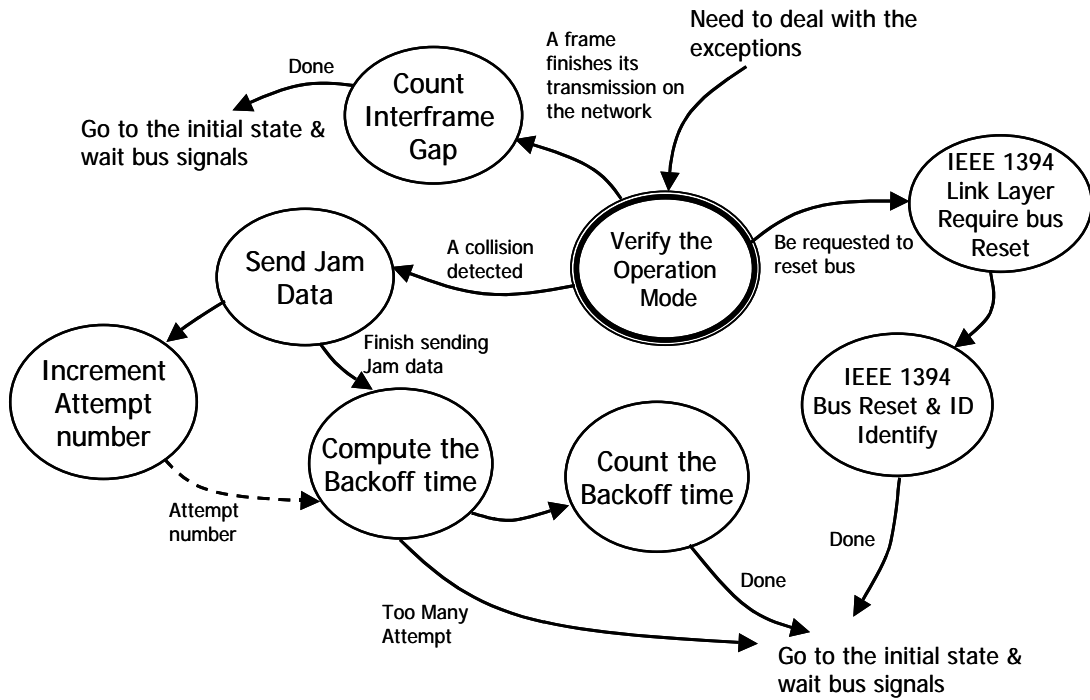 Need to deal with the
exceptions
A frame
finishes its
transmission on
the network
Done
Count
Interframe
Gap
Go to the initial state &
wait bus signals
IEEE 1394
Link Layer
Require bus
Reset
Verify the
Operation
Mode
Be requested to
reset bus
A collision
detected
Send Jam
Data
Finish sending
Jam data
Increment
Attempt
number
IEEE 1394
Bus Reset & ID
Identify
Compute the
Backoff time
Count the
Backoff time
Attempt
number
Done
Done
Too Many
Attempt
Go to the initial state &
wait bus signals